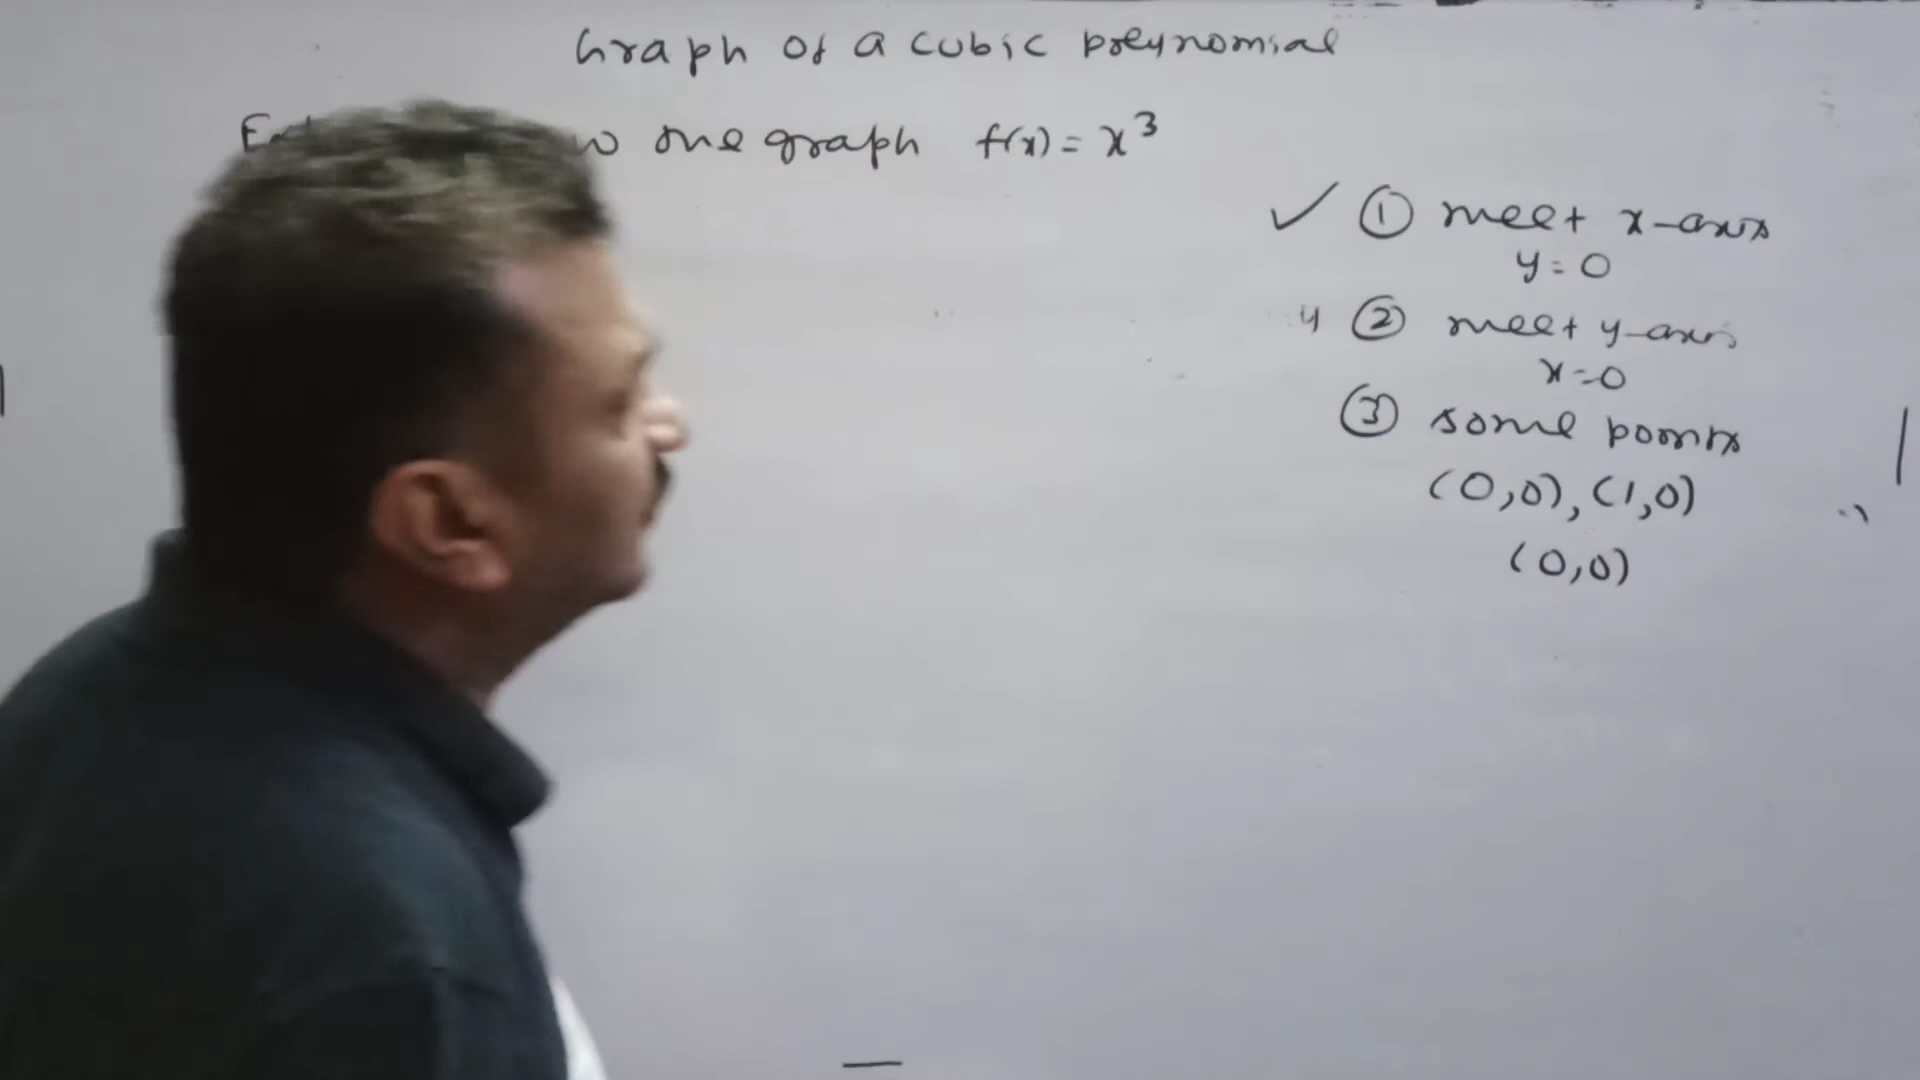 Graph of a cubic polynomial
one graph f(x) = x³
✓ ① meet x-axis
y = 0
② meet y-axis
x = 0
③ some points
(0,0), (1,0)
(0,0)